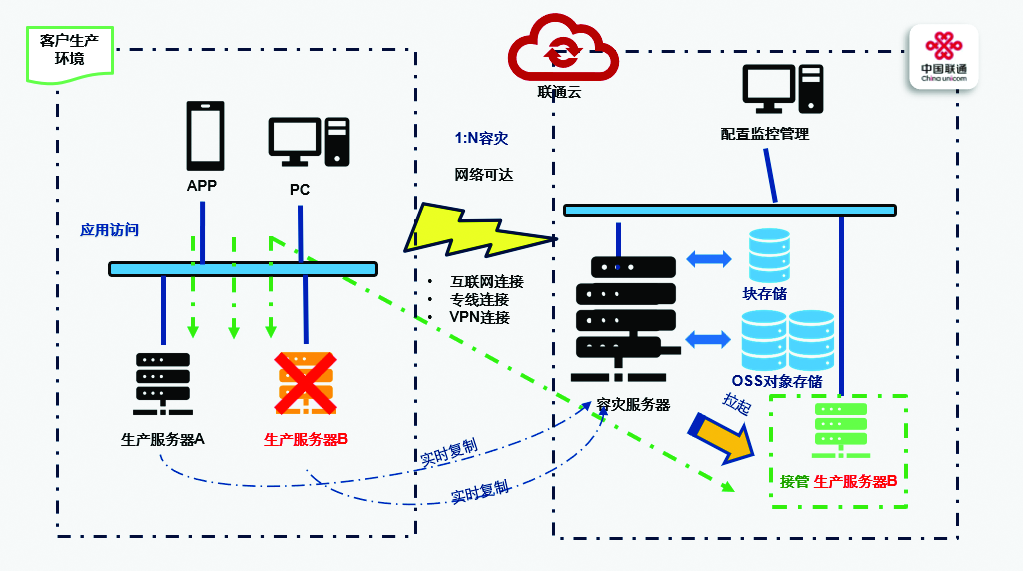 客户生产
环境
联通云
中国联通
China unicom
配置监控管理
1:N容灾
网络可达
APP
PC
应用访问
互联网连接
专线连接
VPN连接
块存储
OSS对象存储
容灾服务器
拉起
生产服务器A
生产服务器B
实时复制
实时复制
接管 生产服务器B